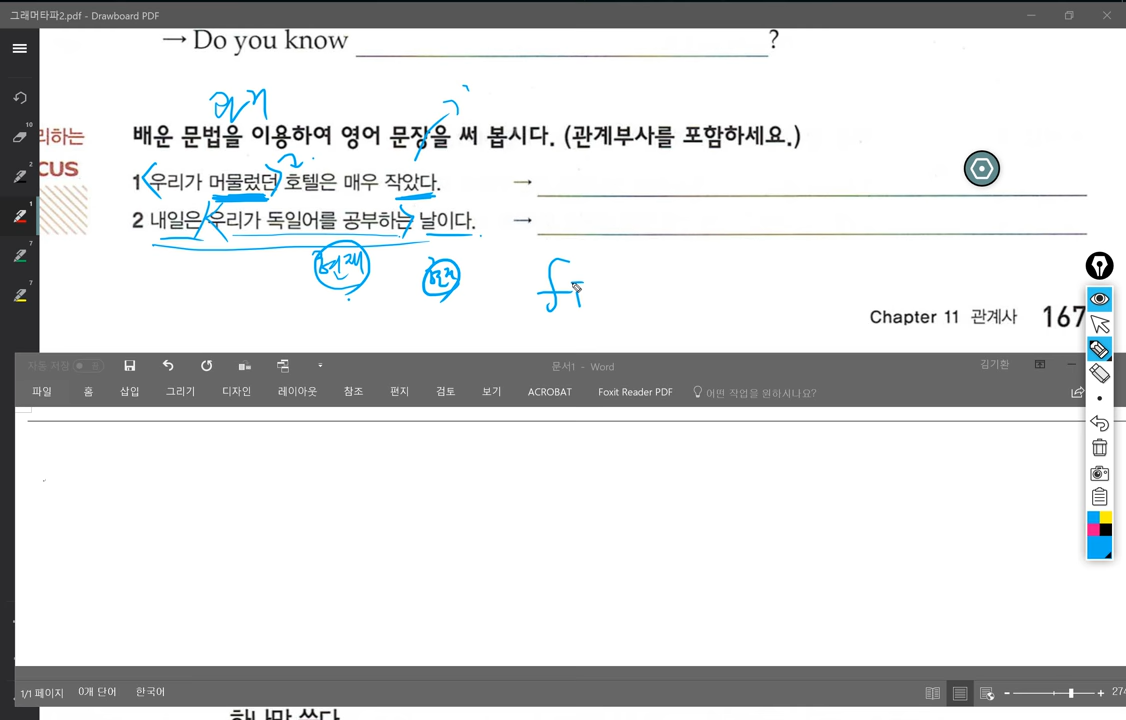 그래머타파2.pdf - Drawboard PDF
→ Do you know ?
리하는
CUS
배운 문법을 이용하여 영어 문장을 써 봅시다. (관계부사를 포함하세요.)
1 우리가 머물렀던 호텔은 매우 작았다. →
2 내일은 우리가 독일어를 공부하는 날이다. →
현재
Chapter 11 관계사 167
자동 저장
문서1 - Word
김기환
파일 홈 삽입 그리기 디자인 레이아웃 참조 편지 검토 보기 ACROBAT Foxit Reader PDF 어떤 작업을 원하시나요?
1/1 페이지 0개 단어 한국어
274
하나만 쓴다